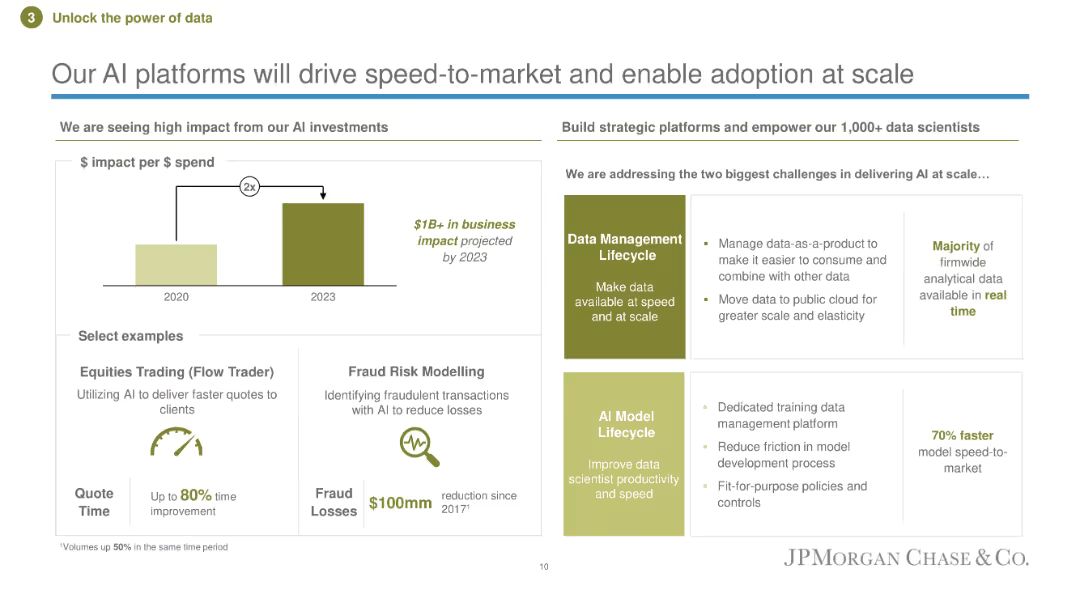 3 Unlock the power of data
Our AI platforms will drive speed-to-market and enable adoption at scale
We are seeing high impact from our AI investments
$ impact per $ spend
2x
$1B+ in business
impact projected
by 2023
2020
2023
Select examples
Equities Trading (Flow Trader)
Utilizing AI to deliver faster quotes to
clients
Quote
Time
Up to 80% time
improvement
Fraud Risk Modelling
Identifying fraudulent transactions
with AI to reduce losses
Fraud
Losses
$100mm
reduction since
2017¹
¹Volumes up 50% in the same time period
Build strategic platforms and empower our 1,000+ data scientists
We are addressing the two biggest challenges in delivering AI at scale…
Data Management
Lifecycle
Make data
available at speed
and at scale
▪ Manage data-as-a-product to
make it easier to consume and
combine with other data
▪ Move data to public cloud for
greater scale and elasticity
Majority of
firmwide
analytical data
available in real
time
AI Model
Lifecycle
Improve data
scientist productivity
and speed
▫ Dedicated training data
management platform
▫ Reduce friction in model
development process
▫ Fit-for-purpose policies and
controls
70% faster
model speed-to-
market
10
JPMORGAN CHASE & CO.